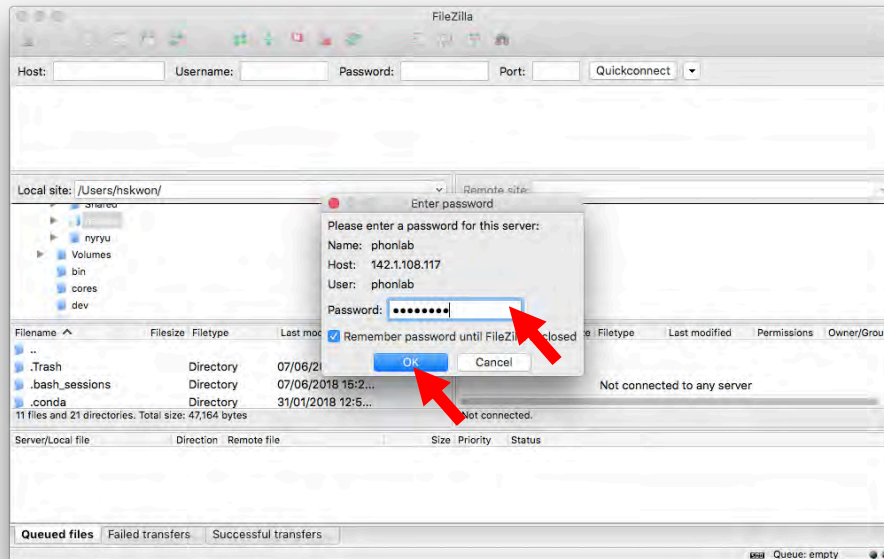 FileZilla
Host: Username: Password: Port: Quickconnect
Local site: /Users/hskwon/ Remote site:
Enter password
Shared
Please enter a password for this server:
nyryu
Name: phonlab
Volumes
Host: 142.1.108.117
bin
User: phonlab
cores
dev
Password: ••••••••
Filename Filesize Filetype Last mod Filetype Last modified Permissions Owner/Grou
Remember password until FileZilla closed
..
OK Cancel
.Trash Directory 07/06/2
Not connected to any server
.bash_sessions Directory 07/06/2018 15:2...
.conda Directory 31/01/2018 12:5...
11 files and 21 directories. Total size: 47,164 bytes Not connected.
Server/Local file Direction Remote file Size Priority Status
Queued files Failed transfers Successful transfers
Queue: empty